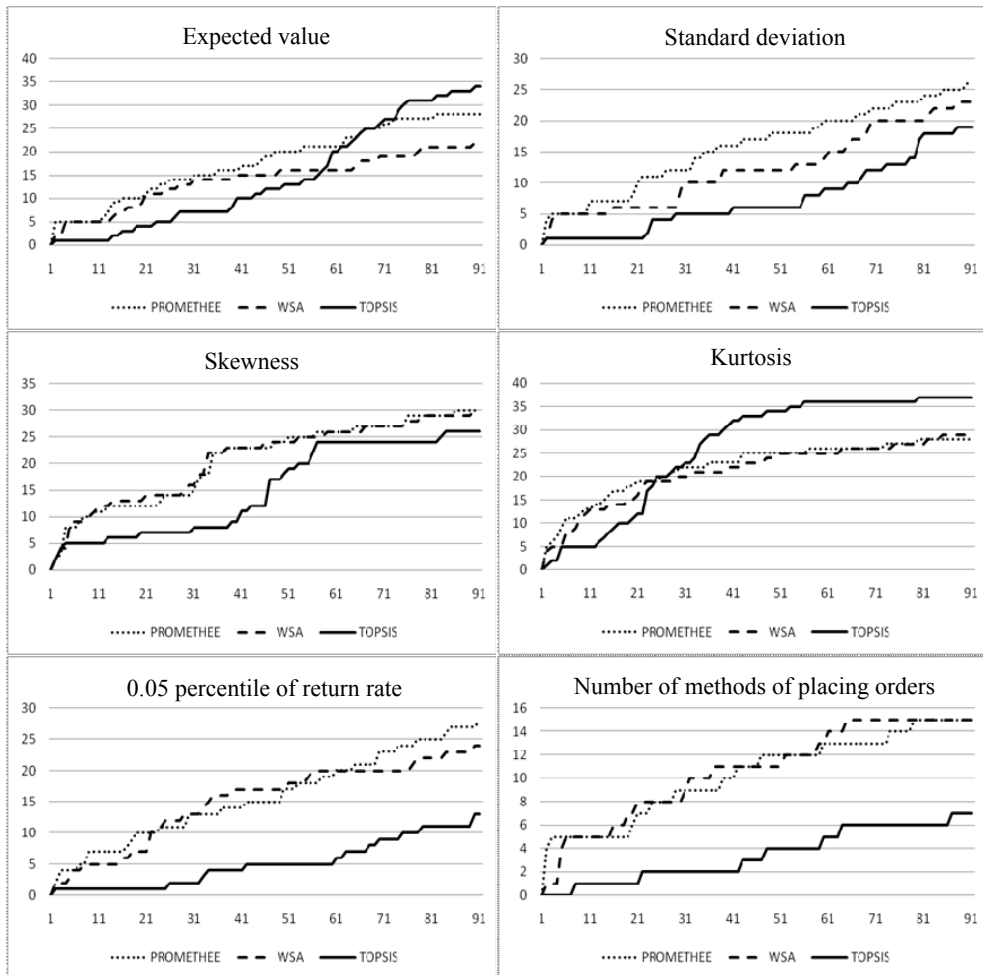 Expected value
40
35
30
25
20
15
10
5
0
1 11 21 31 41 51 61 71 81 91
PROMETHEE WSA TOPSIS
Standard deviation
30
25
20
15
10
5
0
1 11 21 31 41 51 61 71 81 91
PROMETHEE WSA TOPSIS
Skewness
35
30
25
20
15
10
5
0
1 11 21 31 41 51 61 71 81 91
PROMETHEE WSA TOPSIS
Kurtosis
40
35
30
25
20
15
10
5
0
1 11 21 31 41 51 61 71 81 91
PROMETHEE WSA TOPSIS
0.05 percentile of return rate
30
25
20
15
10
5
0
1 11 21 31 41 51 61 71 81 91
PROMETHEE WSA TOPSIS
Number of methods of placing orders
16
14
12
10
8
6
4
2
0
1 11 21 31 41 51 61 71 81 91
PROMETHEE WSA TOPSIS